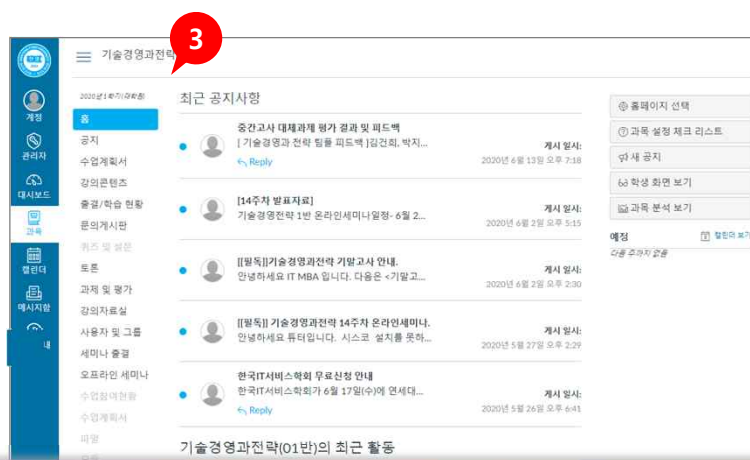 3
기술경영과전략
계정
관리자
대시보드
과목
캘린더
메시지함
내
2020년 1학기(대학원)
홈
공지
수업계획서
강의콘텐츠
출결/학습 현황
문의게시판
퀴즈 및 설문
토론
과제 및 평가
강의자료실
사용자 및 그룹
세미나 출결
오프라인 세미나
수업참여현황
수업계획서
파일
최근 공지사항
중간고사 대체과제 평가 결과 및 피드백
[ 기술경영과 전략 팀플 피드백 ]김건희, 박지...
Reply
게시 일시:
2020년 6월 13일 오후 7:18
[14주차 발표자료]
기술경영전략 1반 온라인세미나일정- 6월 2...
게시 일시:
2020년 6월 2일 오후 5:15
[[필독]]기술경영과전략 기말고사 안내.
안녕하세요 IT MBA 입니다. 다음은 <기말고...
게시 일시:
2020년 6월 2일 오후 2:30
[[필독]] 기술경영과전략 14주차 온라인세미나.
안녕하세요 튜터입니다. 시스코 설치를 못하...
게시 일시:
2020년 5월 27일 오후 2:29
한국IT서비스학회 무료신청 안내
한국IT서비스학회가 6월 17일(수)에 연세대...
Reply
게시 일시:
2020년 5월 26일 오후 6:41
기술경영과전략(01반)의 최근 활동
홈페이지 선택
과목 설정 체크 리스트
새 공지
학생 화면 보기
과목 분석 보기
예정
캘린더 보기
다음 주까지 없음